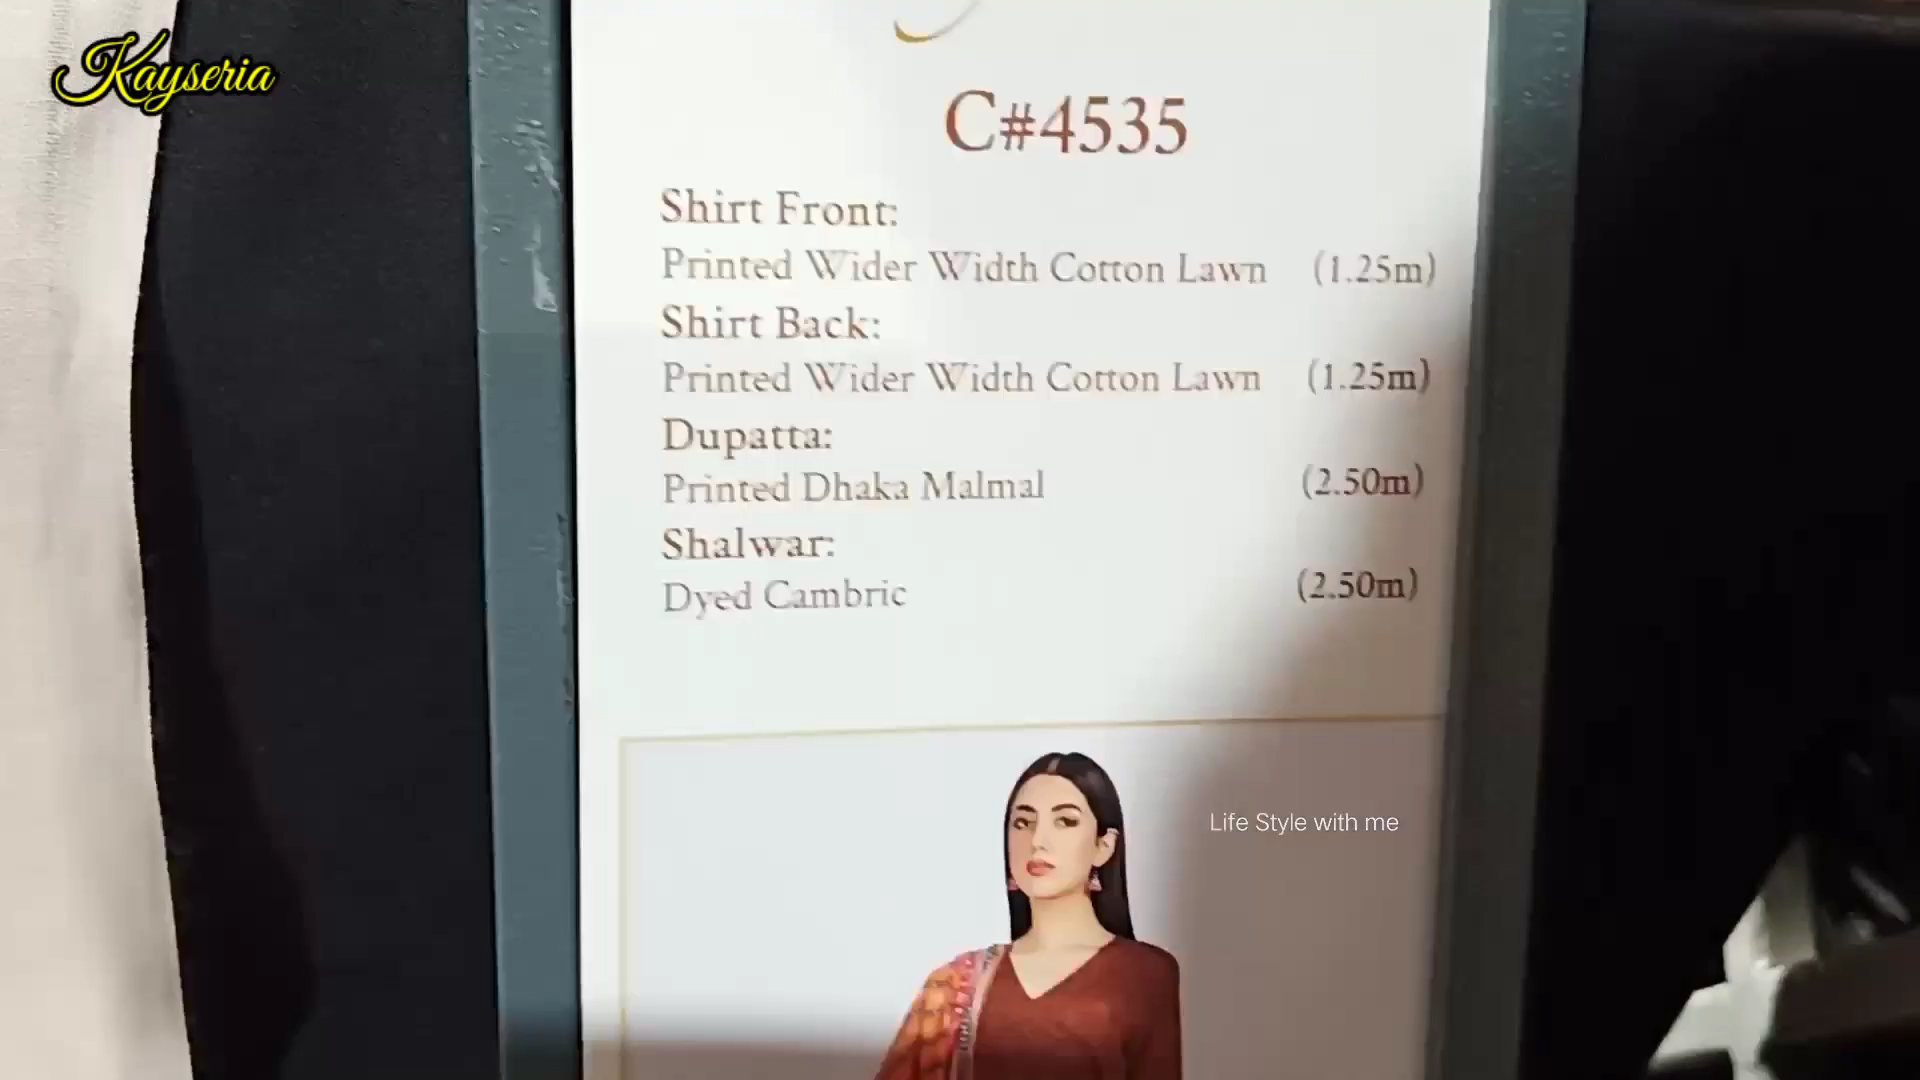 Kayseria
C#4535
Shirt Front:
Printed Wider Width Cotton Lawn (1.25m)
Shirt Back:
Printed Wider Width Cotton Lawn (1.25m)
Dupatta:
Printed Dhaka Malmal (2.50m)
Shalwar:
Dyed Cambric (2.50m)
Life Style with me